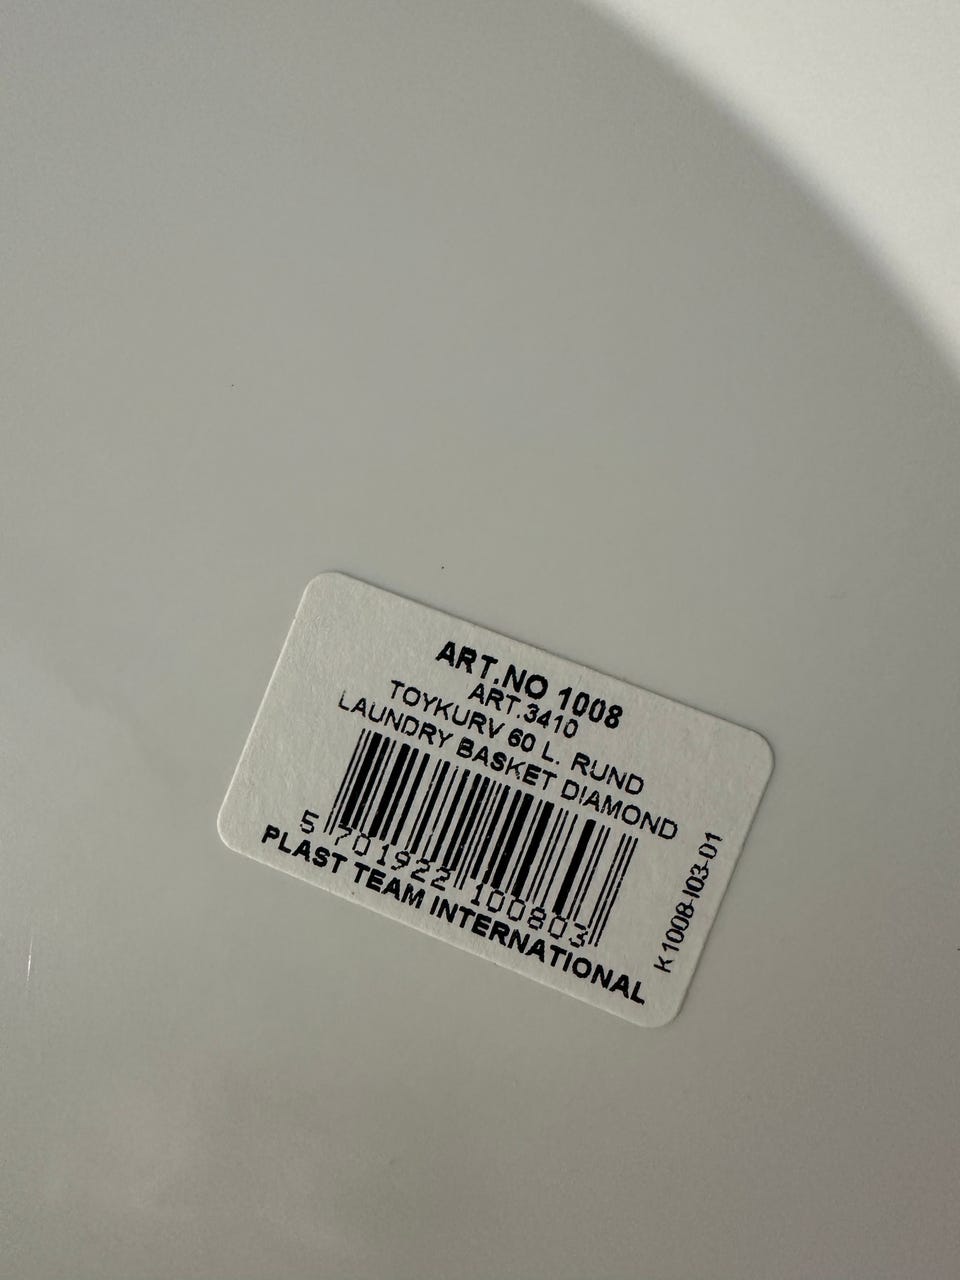 ART.NO 1008
ART.3410
TOYKURV 60 L. RUND
LAUNDRY BASKET DIAMOND
5 701922 100803
PLAST TEAM INTERNATIONAL
K1008-I03-01